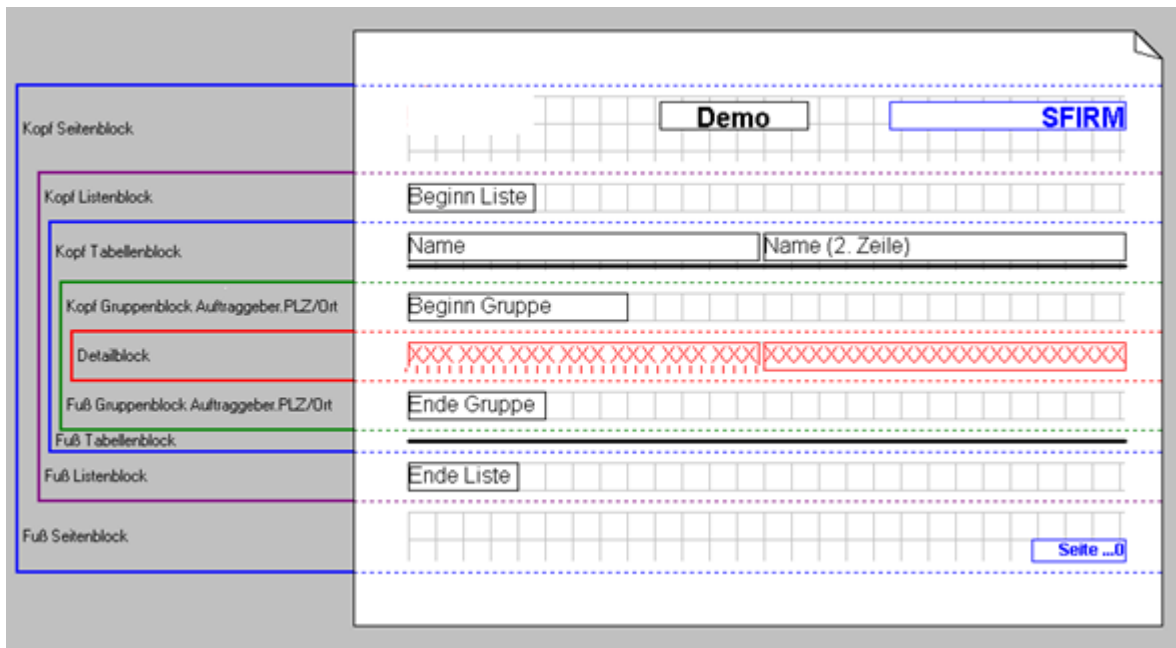 Demo SFIRM
Kopf Seitenblock
Kopf Listenblock Beginn Liste
Kopf Tabellenblock Name Name (2. Zeile)
Kopf Gruppenblock Auftraggeber.PLZ/Ort Beginn Gruppe
Detailblock XXX XXX XXX XXX XXX XXX XXX XXXXXXXXXXXXXXXXXXXXX
Fuß Gruppenblock Auftraggeber.PLZ/Ort Ende Gruppe
Fuß Tabellenblock
Fuß Listenblock Ende Liste
Fuß Seitenblock
Seite ...0